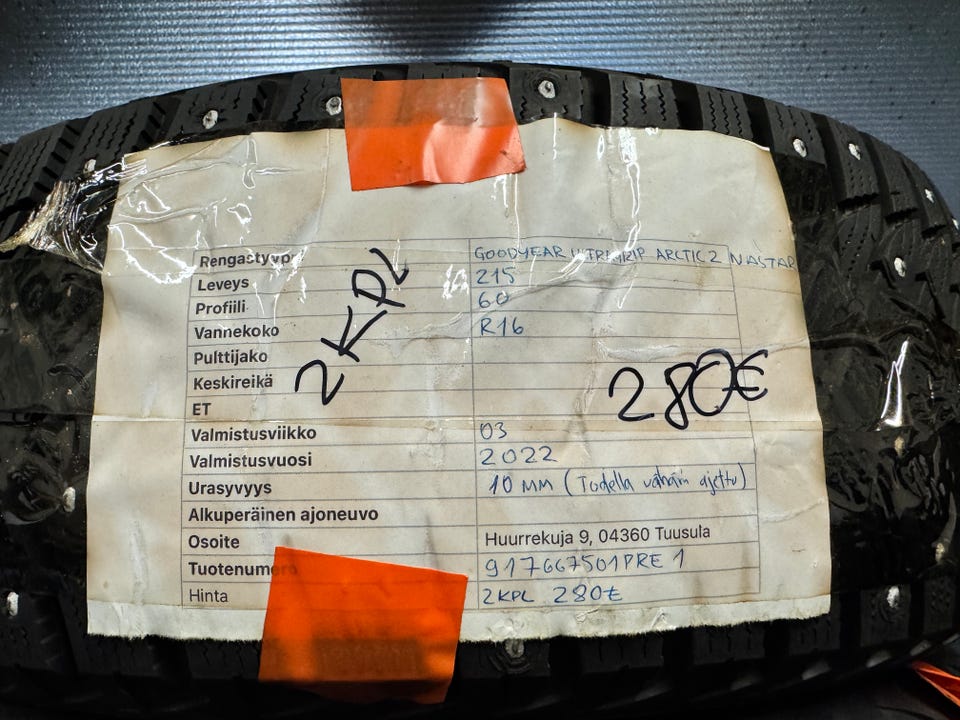 Rengastyyppi GOODYEAR ULTRAGRIP ARCTIC 2 NASTAR
Leveys 215
Profiili 60
Vannekoko R16
Pulttijako
Keskireikä
ET
2KPL
280€
Valmistusviikko 03
Valmistusvuosi 2022
Urasyvyys 10 MM (Todella vähän ajettu)
Alkuperäinen ajoneuvo
Osoite Huurrekuja 9, 04360 Tuusula
Tuotenumero 917667501PRE 1
Hinta 2KPL 280€